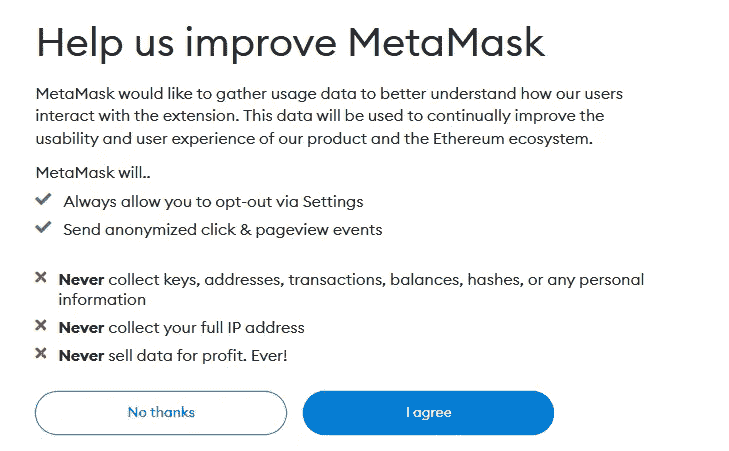 Help us improve MetaMask
MetaMask would like to gather usage data to better understand how our users
interact with the extension. This data will be used to continually improve the
usability and user experience of our product and the Ethereum ecosystem.
MetaMask will..
Always allow you to opt-out via Settings
Send anonymized click & pageview events
Never collect keys, addresses, transactions, balances, hashes, or any personal
information
Never collect your full IP address
Never sell data for profit. Ever!
No thanks
I agree